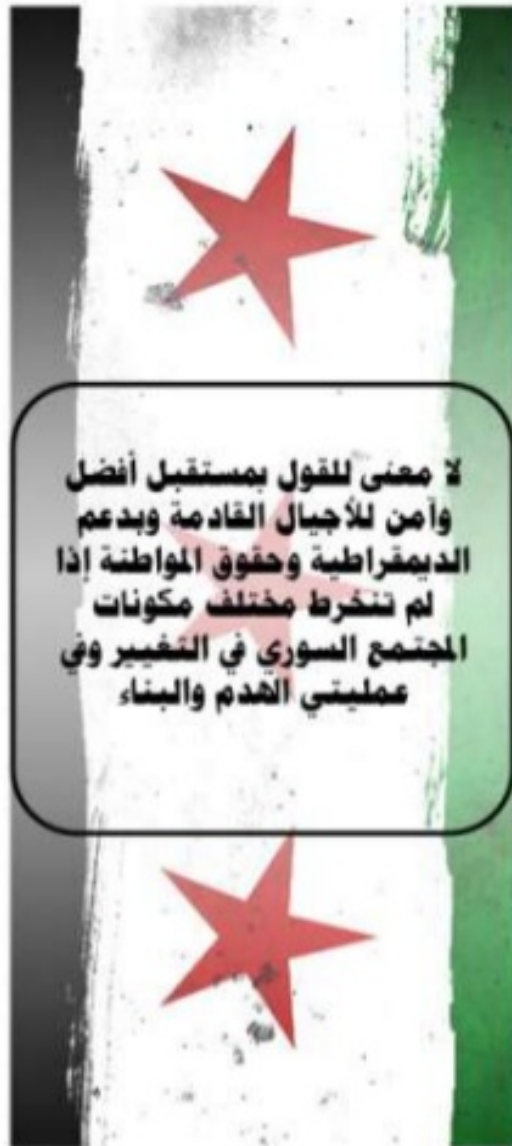 لا معنى للقول بمستقبل أفضل
وآمن للأجيال القادمة وبدعم
الديمقراطية وحقوق المواطنة إذا
لم تنخرط مختلف مكونات
المجتمع السوري في التغيير وفي
عمليتي الهدم والبناء